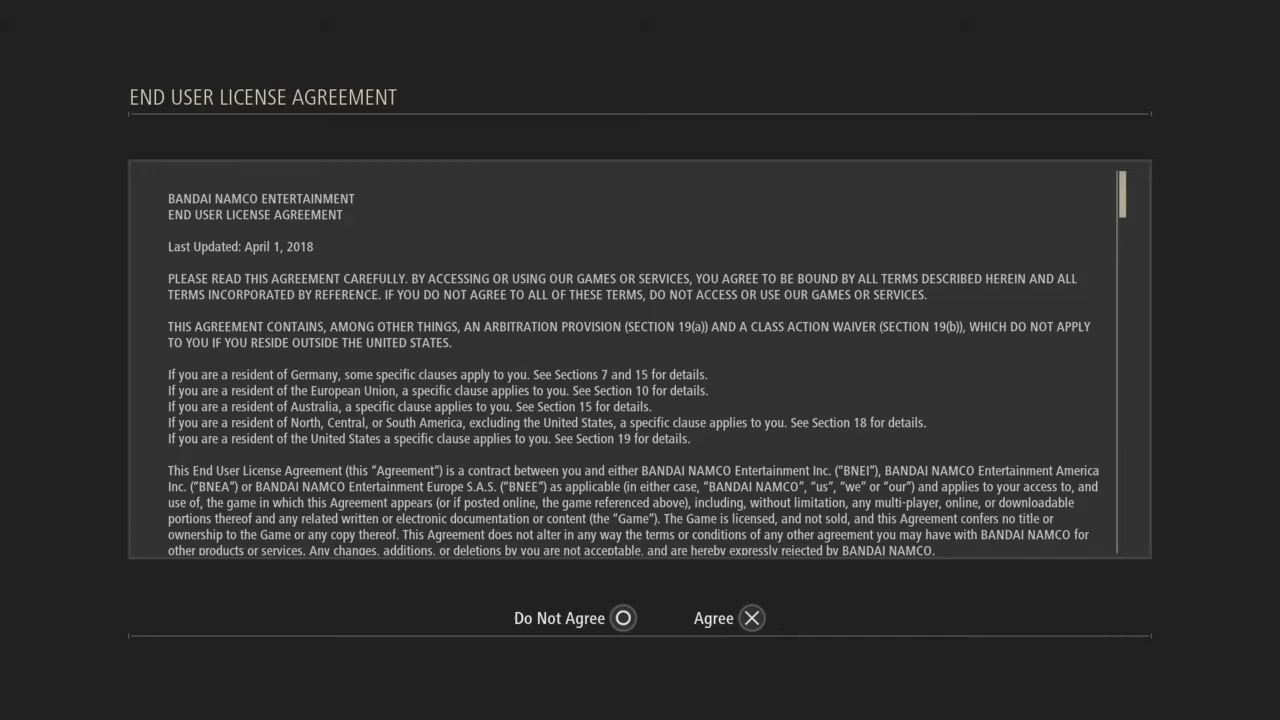 END USER LICENSE AGREEMENT
BANDAI NAMCO ENTERTAINMENT
END USER LICENSE AGREEMENT
Last Updated: April 1, 2018
PLEASE READ THIS AGREEMENT CAREFULLY. BY ACCESSING OR USING OUR GAMES OR SERVICES, YOU AGREE TO BE BOUND BY ALL TERMS DESCRIBED HEREIN AND ALL
TERMS INCORPORATED BY REFERENCE. IF YOU DO NOT AGREE TO ALL OF THESE TERMS, DO NOT ACCESS OR USE OUR GAMES OR SERVICES.
THIS AGREEMENT CONTAINS, AMONG OTHER THINGS, AN ARBITRATION PROVISION (SECTION 19(a)) AND A CLASS ACTION WAIVER (SECTION 19(b)), WHICH DO NOT APPLY
TO YOU IF YOU RESIDE OUTSIDE THE UNITED STATES.
If you are a resident of Germany, some specific clauses apply to you. See Sections 7 and 15 for details.
If you are a resident of the European Union, a specific clause applies to you. See Section 10 for details.
If you are a resident of Australia, a specific clause applies to you. See Section 15 for details.
If you are a resident of North, Central, or South America, excluding the United States, a specific clause applies to you. See Section 18 for details.
If you are a resident of the United States a specific clause applies to you. See Section 19 for details.
This End User License Agreement (this “Agreement”) is a contract between you and either BANDAI NAMCO Entertainment Inc. (“BNEI”), BANDAI NAMCO Entertainment America
Inc. (“BNEA”) or BANDAI NAMCO Entertainment Europe S.A.S. (“BNEE”) as applicable (in either case, “BANDAI NAMCO”, “us”, “we” or “our”) and applies to your access to, and
use of, the game in which this Agreement appears (or if posted online, the game referenced above), including, without limitation, any multi-player, online, or downloadable
portions thereof and any related written or electronic documentation or content (the “Game”). The Game is licensed, and not sold, and this Agreement confers no title or
ownership to the Game or any copy thereof. This Agreement does not alter in any way the terms or conditions of any other agreement you may have with BANDAI NAMCO for
other products or services. Any changes, additions, or deletions by you are not acceptable, and are hereby expressly rejected by BANDAI NAMCO.
Do Not Agree Agree